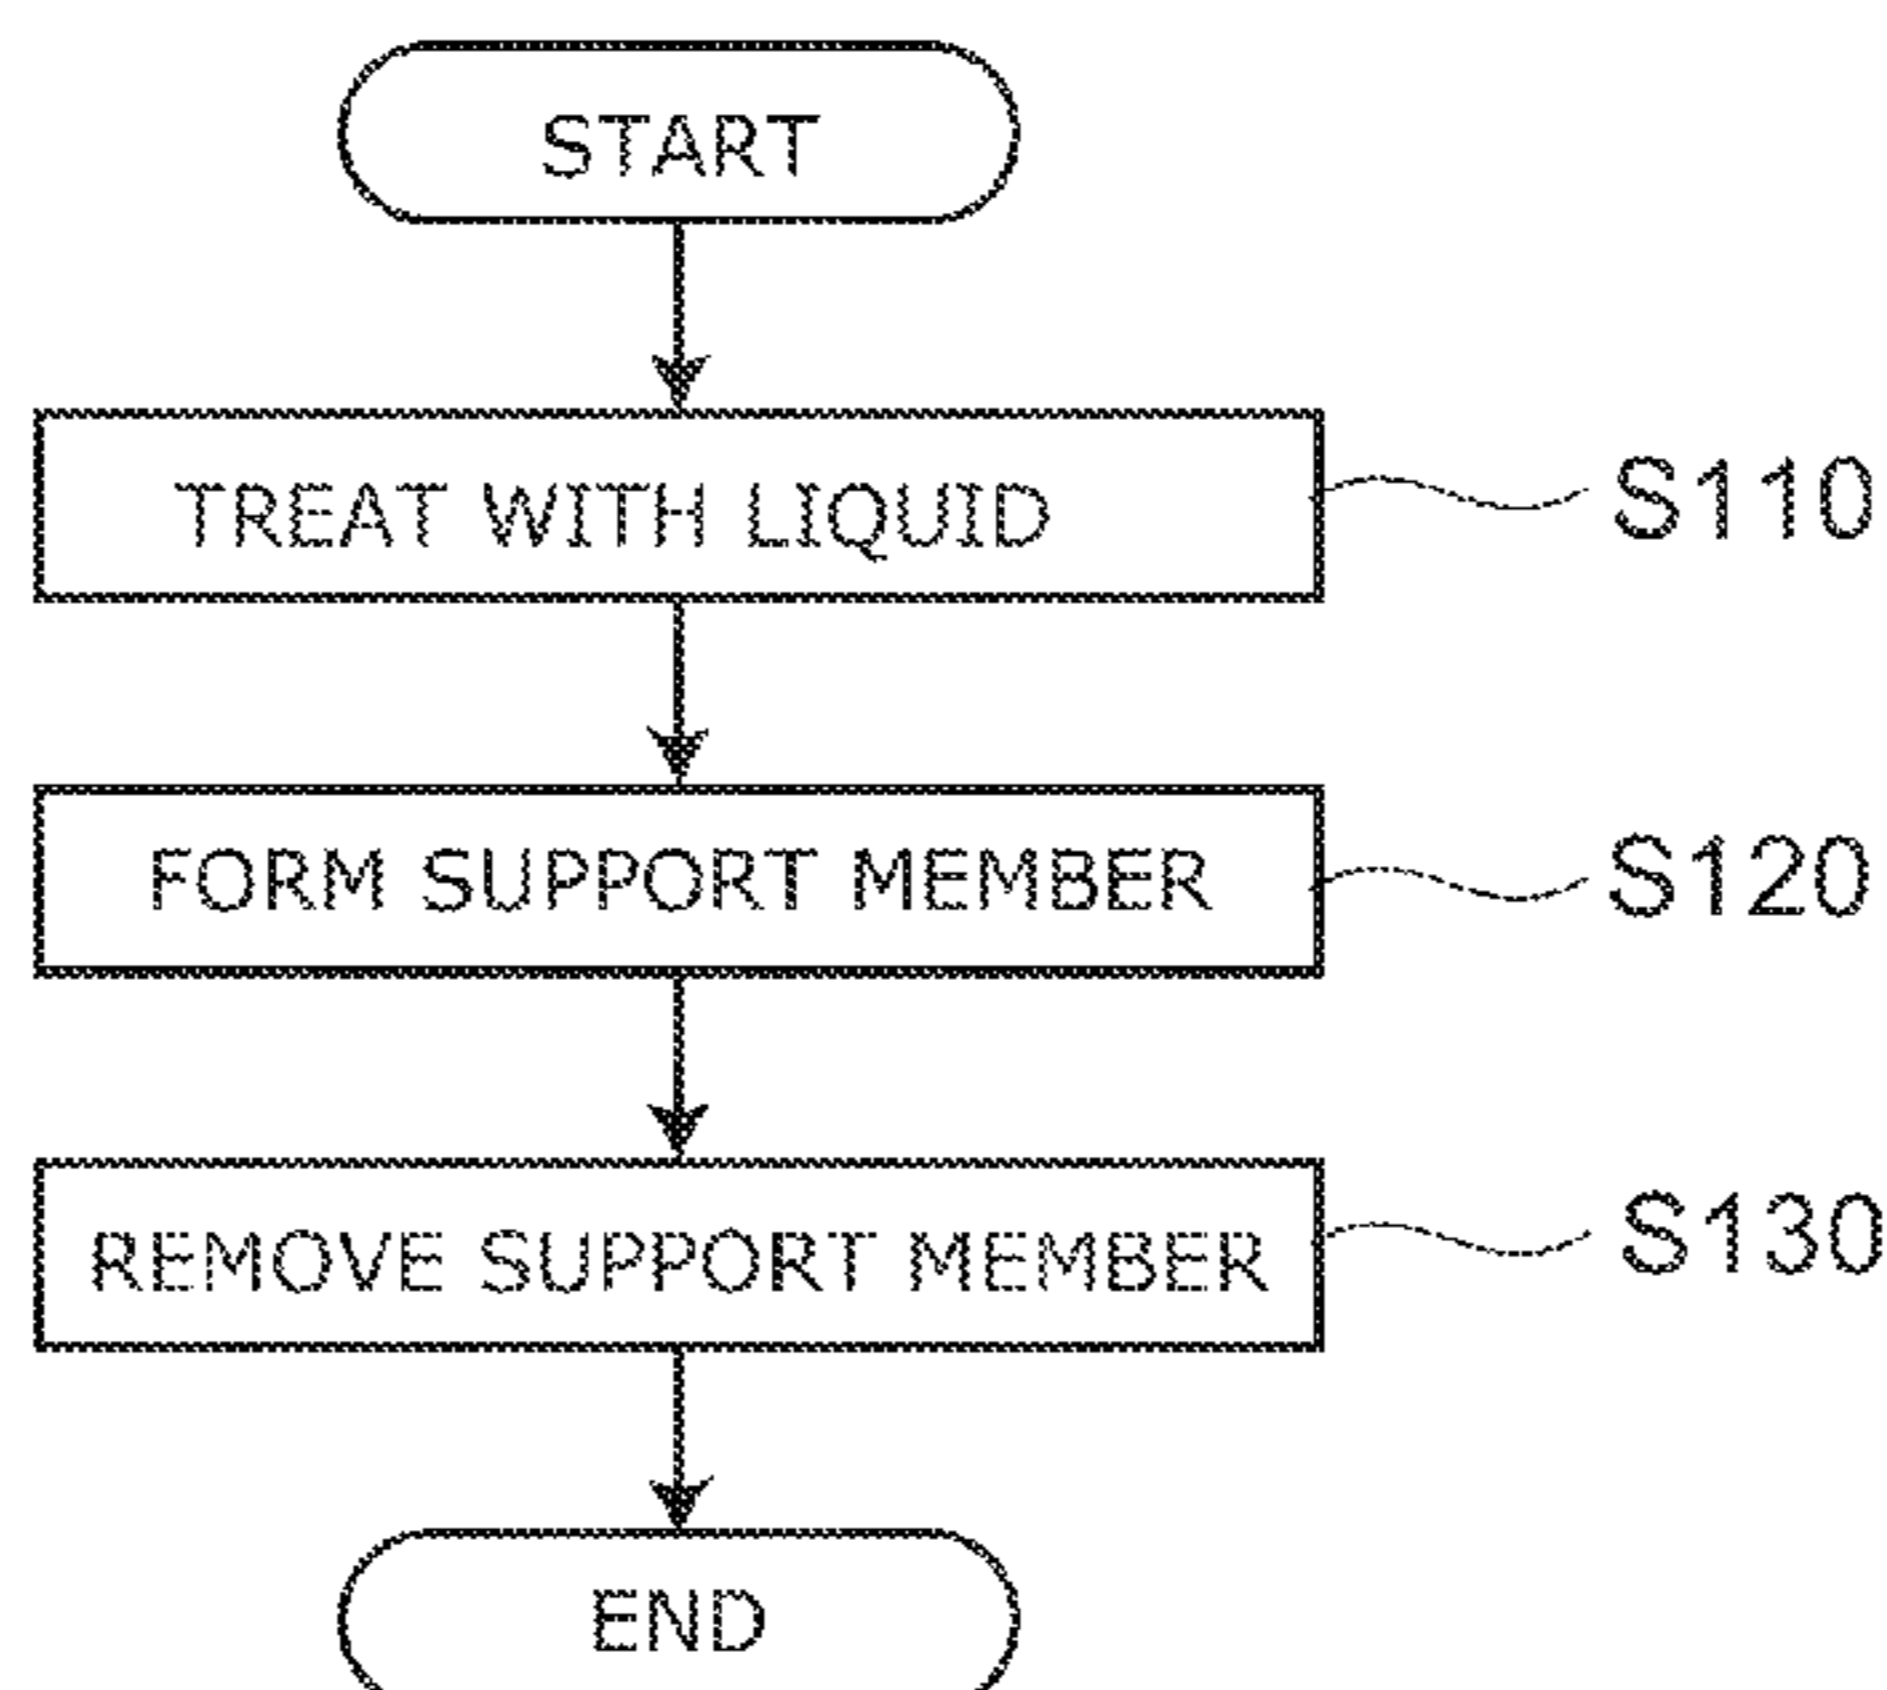 START
TREAT WITH LIQUID
S110
FORM SUPPORT MEMBER
S120
REMOVE SUPPORT MEMBER
S130
END